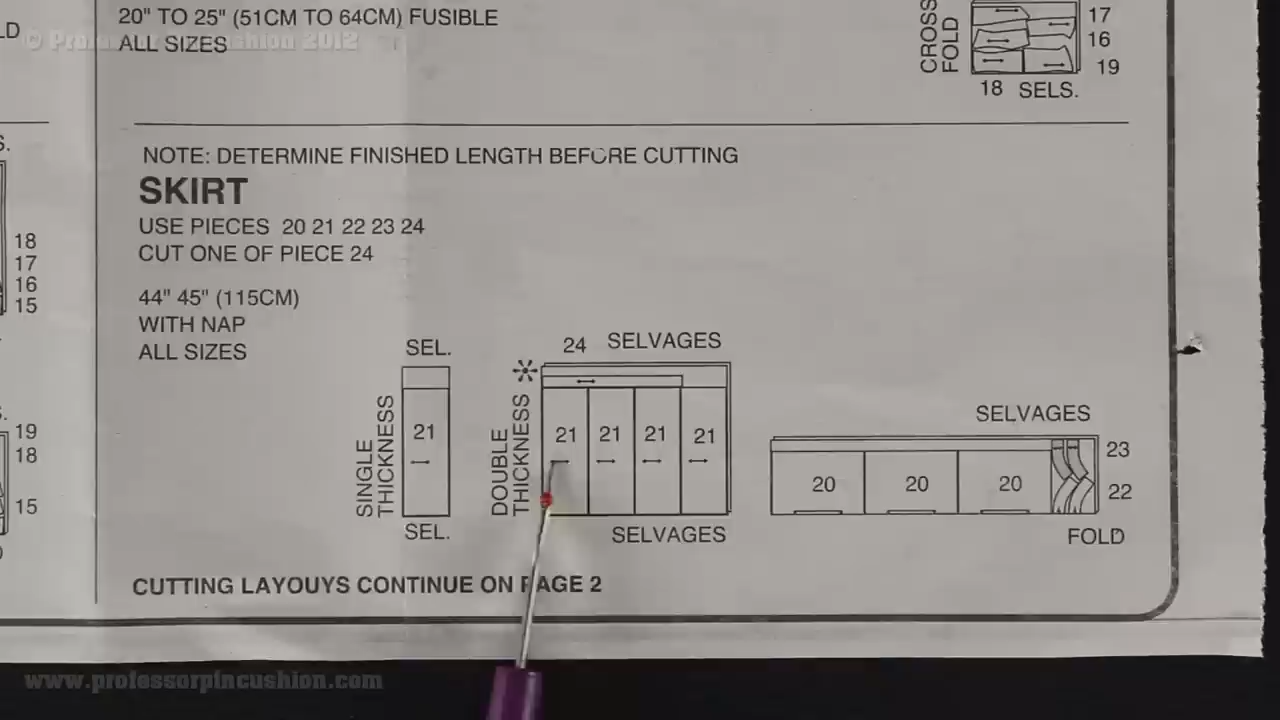 20" TO 25" (51CM TO 64CM) FUSIBLE
ALL SIZES
© Professorpincushion 2012
LD
CROSS
FOLD
17
16
19
18 SELS.
S.
18
17
16
15
S.
19
18
15
NOTE: DETERMINE FINISHED LENGTH BEFORE CUTTING
SKIRT
USE PIECES 20 21 22 23 24
CUT ONE OF PIECE 24
44" 45" (115CM)
WITH NAP
ALL SIZES
SEL.
SINGLE
THICKNESS
21
SEL.
24 SELVAGES
DOUBLE
THICKNESS
21 21 21 21
SELVAGES
SELVAGES
20 20 20
23
22
FOLD
CUTTING LAYOUYS CONTINUE ON PAGE 2
www.professorpincushion.com